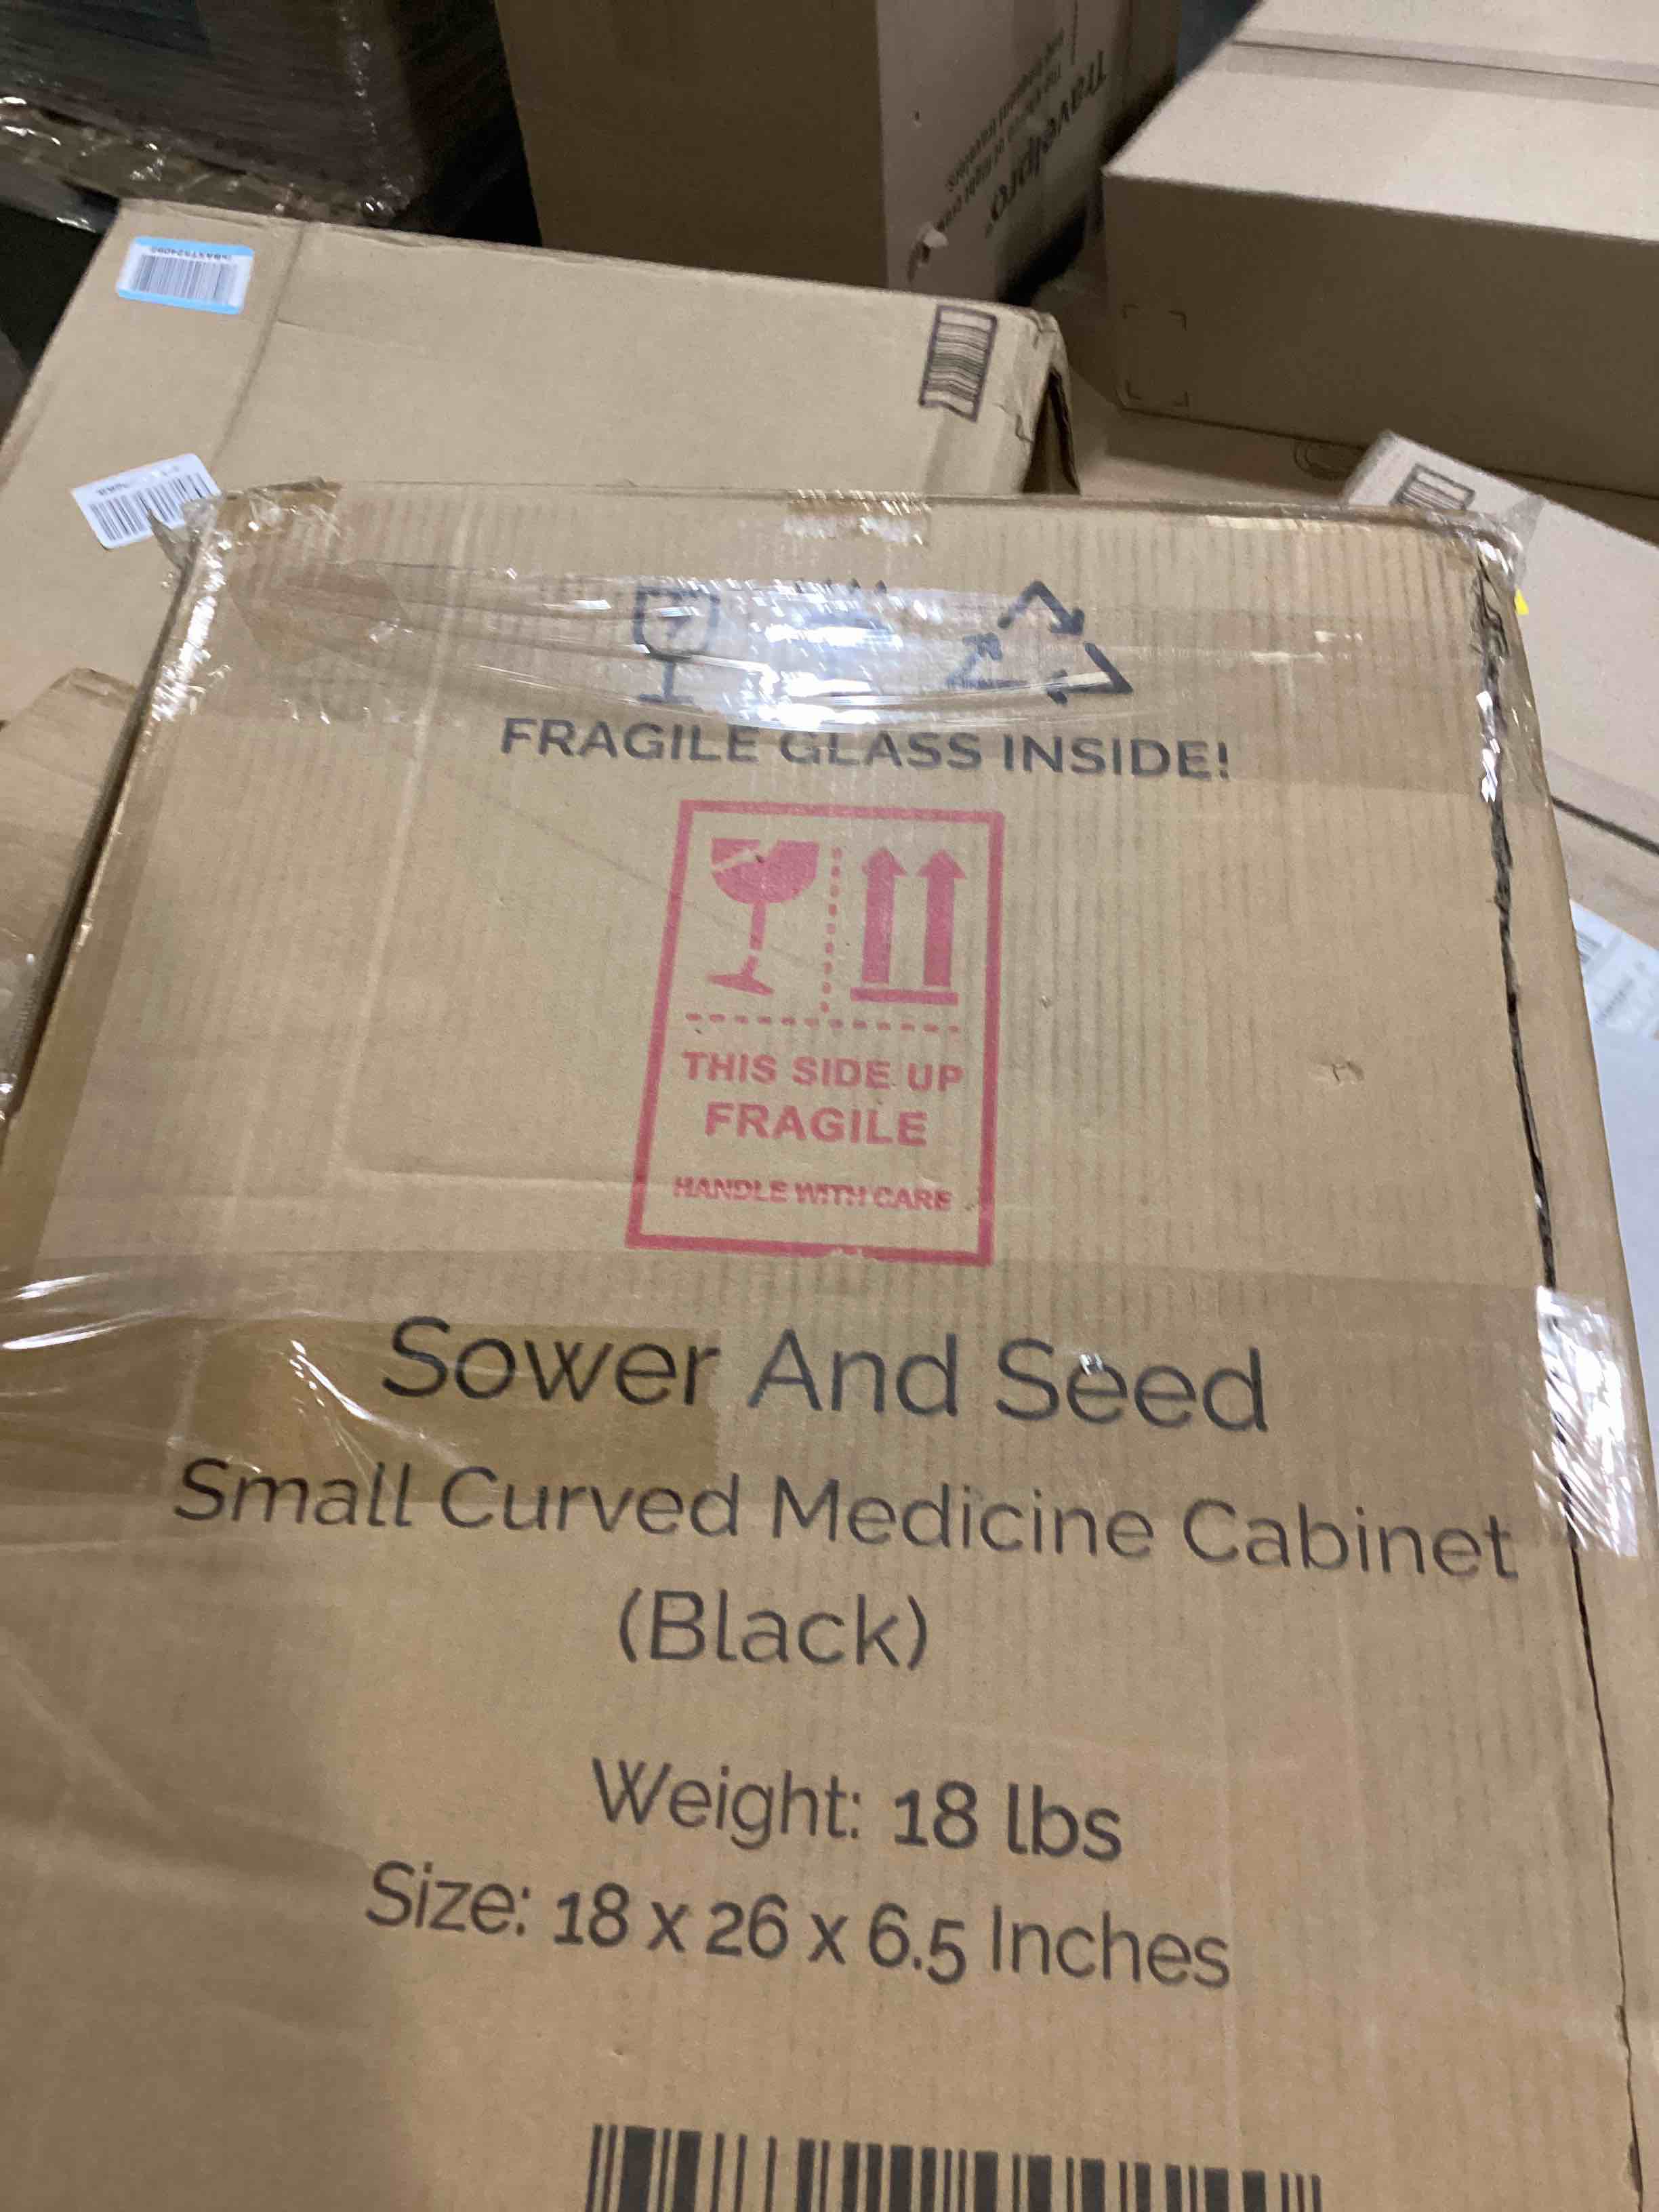 Travelpro
FRAGILE GLASS INSIDE!
THIS SIDE UP
FRAGILE
HANDLE WITH CARE
Sower And Seed
Small Curved Medicine Cabinet
(Black)
Weight: 18 lbs
Size: 18 x 26 x 6.5 Inches